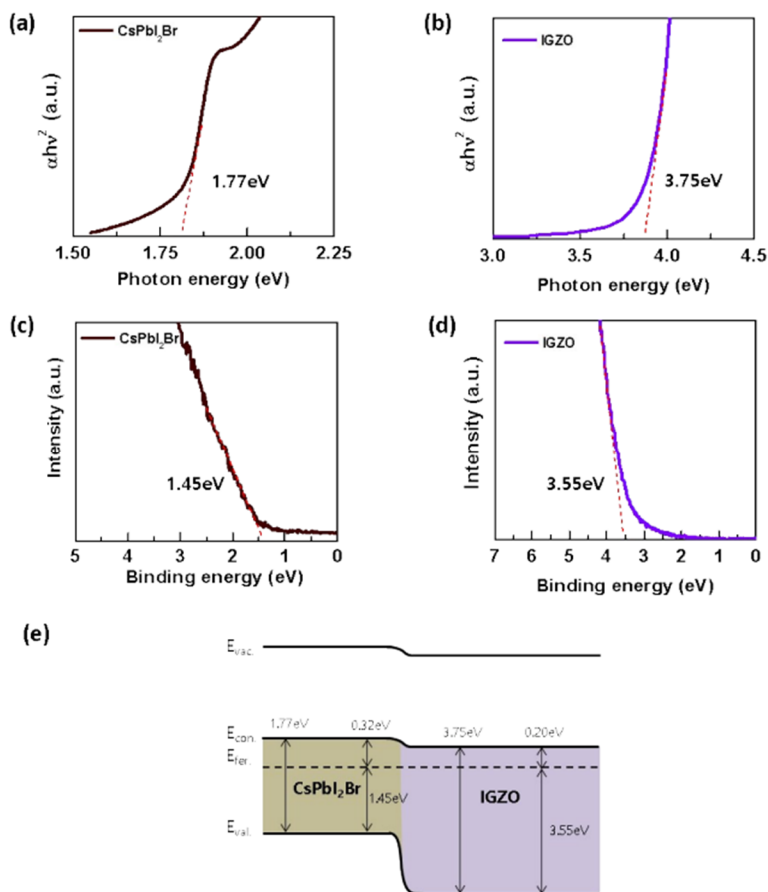 (a)
CsPbI₂Br
αhν² (a.u.)
1.77eV
1.50 1.75 2.00 2.25
Photon energy (eV)
(b)
IGZO
αhν² (a.u.)
3.75eV
3.0 3.5 4.0 4.5
Photon energy (eV)
(c)
CsPbI₂Br
Intensity (a.u.)
1.45eV
5 4 3 2 1 0
Binding energy (eV)
(d)
IGZO
Intensity (a.u.)
3.55eV
7 6 5 4 3 2 1 0
Binding energy (eV)
(e)
Evac.
1.77eV 0.32eV 3.75eV 0.20eV
Econ.
Efer.
CsPbI₂Br 1.45eV IGZO
3.55eV
Eval.